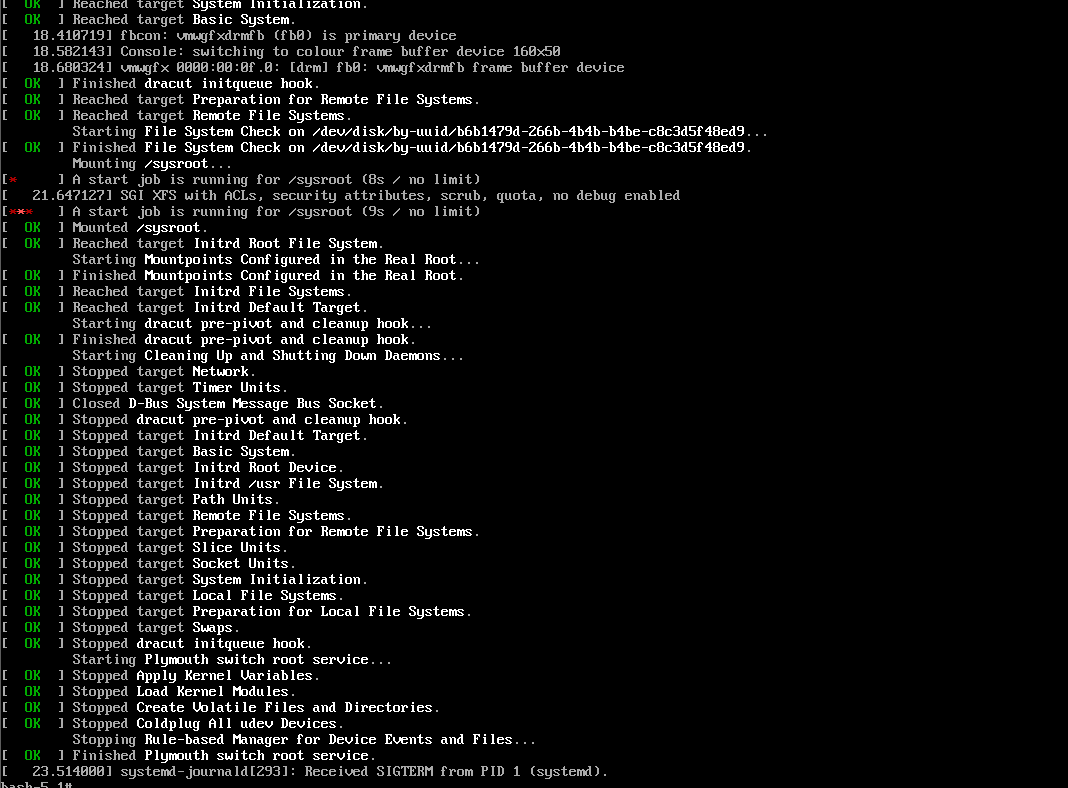 [  OK  ] Reached target System Initialization.
[  OK  ] Reached target Basic System.
[   18.410719] fbcon: vmwgfxdrmfb (fb0) is primary device
[   18.582143] Console: switching to colour frame buffer device 160x50
[   18.680324] vmwgfx 0000:00:0f.0: [drm] fb0: vmwgfxdrmfb frame buffer device
[  OK  ] Finished dracut initqueue hook.
[  OK  ] Reached target Preparation for Remote File Systems.
[  OK  ] Reached target Remote File Systems.
         Starting File System Check on /dev/disk/by-uuid/b6b1479d-266b-4b4b-b4be-c8c3d5f48ed9...
[  OK  ] Finished File System Check on /dev/disk/by-uuid/b6b1479d-266b-4b4b-b4be-c8c3d5f48ed9.
         Mounting /sysroot...
[*     ] A start job is running for /sysroot (8s / no limit)
[   21.647127] SGI XFS with ACLs, security attributes, scrub, quota, no debug enabled
[***   ] A start job is running for /sysroot (9s / no limit)
[  OK  ] Mounted /sysroot.
[  OK  ] Reached target Initrd Root File System.
         Starting Mountpoints Configured in the Real Root...
[  OK  ] Finished Mountpoints Configured in the Real Root.
[  OK  ] Reached target Initrd File Systems.
[  OK  ] Reached target Initrd Default Target.
         Starting dracut pre-pivot and cleanup hook...
[  OK  ] Finished dracut pre-pivot and cleanup hook.
         Starting Cleaning Up and Shutting Down Daemons...
[  OK  ] Stopped target Network.
[  OK  ] Stopped target Timer Units.
[  OK  ] Closed D-Bus System Message Bus Socket.
[  OK  ] Stopped dracut pre-pivot and cleanup hook.
[  OK  ] Stopped target Initrd Default Target.
[  OK  ] Stopped target Basic System.
[  OK  ] Stopped target Initrd Root Device.
[  OK  ] Stopped target Initrd /usr File System.
[  OK  ] Stopped target Path Units.
[  OK  ] Stopped target Remote File Systems.
[  OK  ] Stopped target Preparation for Remote File Systems.
[  OK  ] Stopped target Slice Units.
[  OK  ] Stopped target Socket Units.
[  OK  ] Stopped target System Initialization.
[  OK  ] Stopped target Local File Systems.
[  OK  ] Stopped target Preparation for Local File Systems.
[  OK  ] Stopped target Swaps.
[  OK  ] Stopped dracut initqueue hook.
         Starting Plymouth switch root service...
[  OK  ] Stopped Apply Kernel Variables.
[  OK  ] Stopped Load Kernel Modules.
[  OK  ] Stopped Create Volatile Files and Directories.
[  OK  ] Stopped Coldplug All udev Devices.
         Stopping Rule-based Manager for Device Events and Files...
[  OK  ] Finished Plymouth switch root service.
[   23.514000] systemd-journald[293]: Received SIGTERM from PID 1 (systemd).
bash-5.1#